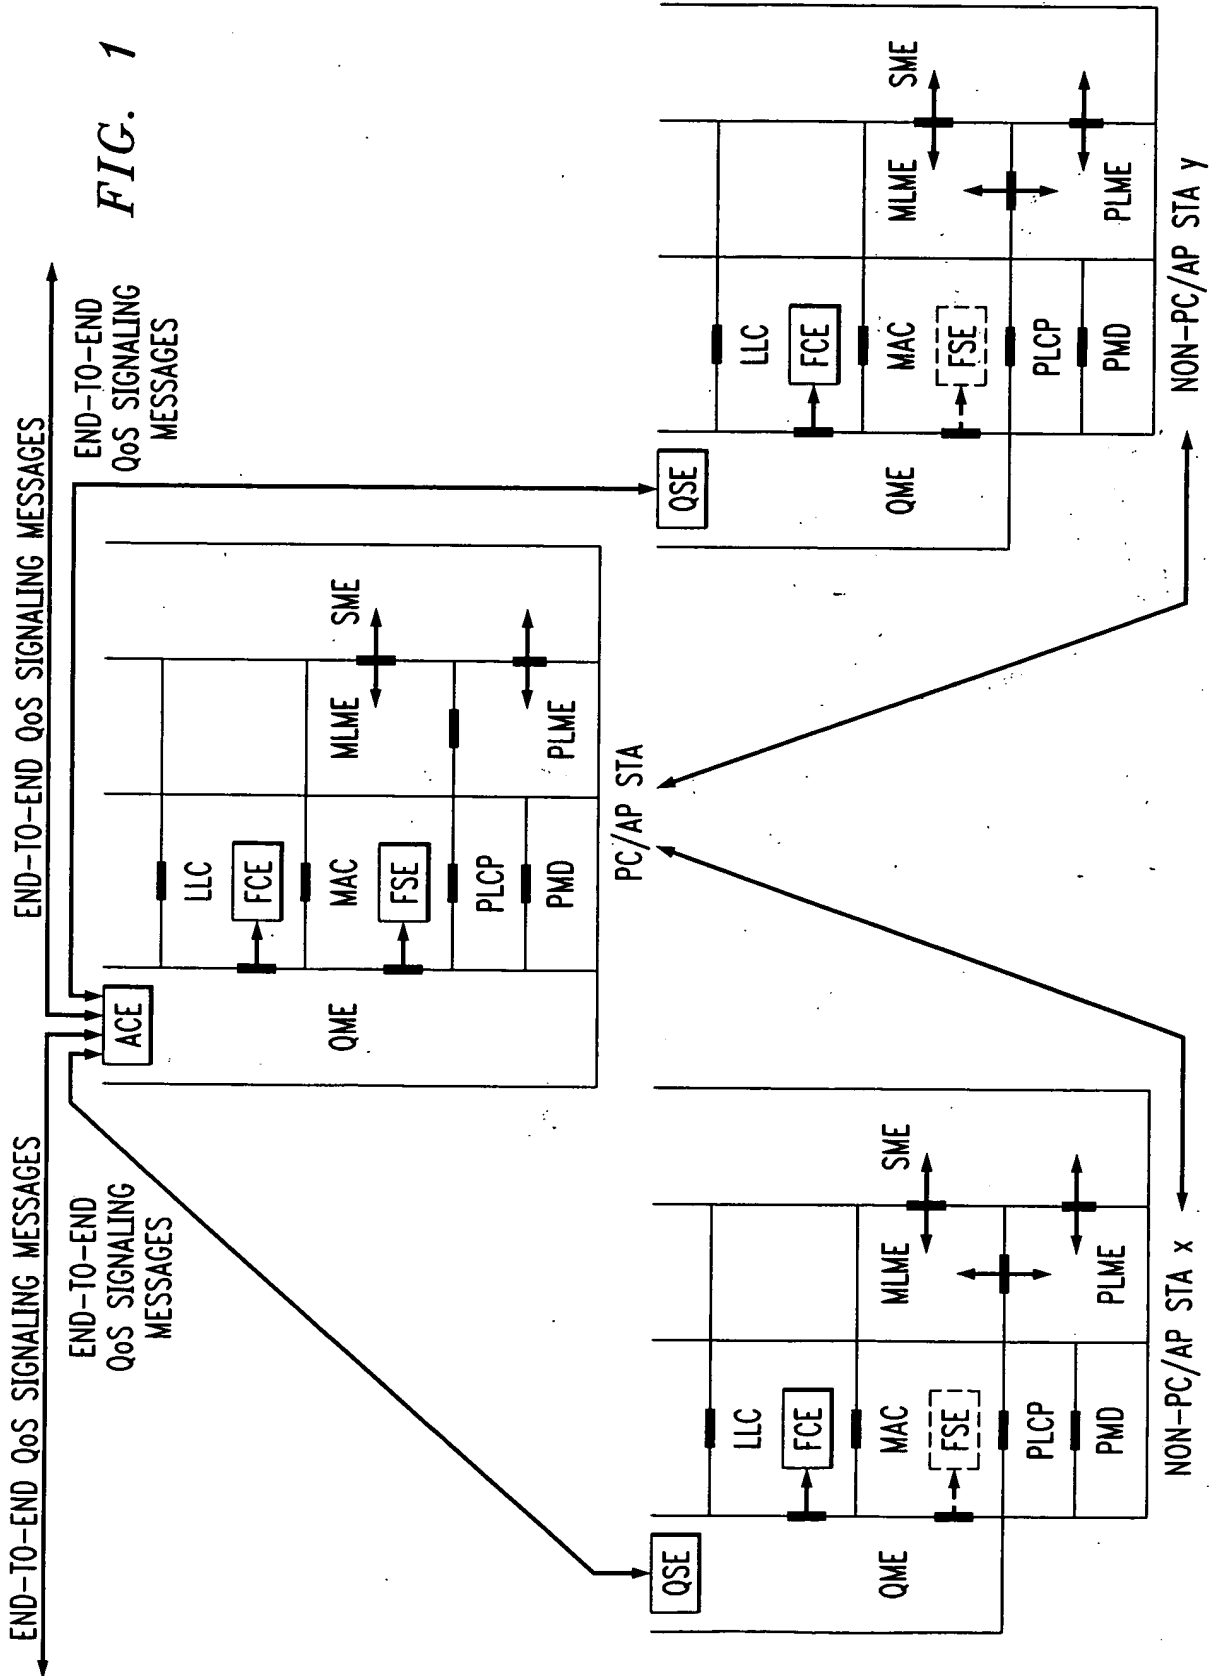 FIG. 1
END-TO-END QoS SIGNALING MESSAGES
END-TO-END QoS SIGNALING MESSAGES
END-TO-END
QoS SIGNALING
MESSAGES
END-TO-END
QoS SIGNALING
MESSAGES
ACE
QME
LLC
FCE
MAC
FSE
PLCP
PMD
MLME
PLME
SME
PC/AP STA
QSE
QME
LLC
FCE
MAC
FSE
PLCP
PMD
MLME
PLME
SME
NON-PC/AP STA x
QSE
QME
LLC
FCE
MAC
FSE
PLCP
PMD
MLME
PLME
SME
NON-PC/AP STA y